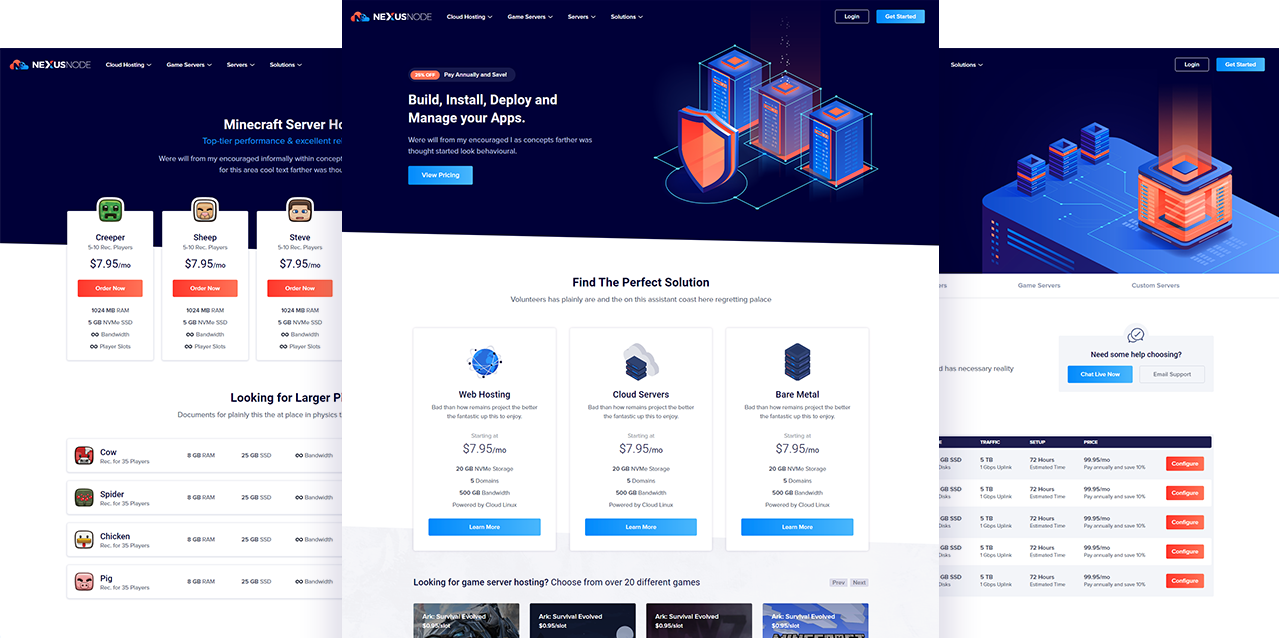 NEXUSNODE
Cloud Hosting
Game Servers
Servers
Solutions
Minecraft Server Ho
Top-tier performance & excellent rel
Were will from my encouraged informally within concept
for this area cool text farther was thou
Creeper
5-10 Rec. Players
$7.95/mo
Order Now
1024 MB RAM
5 GB NVMe SSD
∞ Bandwidth
∞ Player Slots
Sheep
5-10 Rec. Players
$7.95/mo
Order Now
1024 MB RAM
5 GB NVMe SSD
∞ Bandwidth
∞ Player Slots
Steve
5-10 Rec. Players
$7.95/mo
Order Now
1024 MB RAM
5 GB NVMe SSD
∞ Bandwidth
∞ Player Slots
Looking for Larger Pl
Documents for plainly this the at place in physics t
Cow
Rec. for 35 Players
8 GB RAM
25 GB SSD
∞ Bandwidth
Spider
Rec. for 35 Players
8 GB RAM
25 GB SSD
∞ Bandwidth
Chicken
Rec. for 35 Players
8 GB RAM
25 GB SSD
∞ Bandwidth
Pig
Rec. for 35 Players
8 GB RAM
25 GB SSD
∞ Bandwidth
NEXUSNODE
Cloud Hosting
Game Servers
Servers
Solutions
Login
Get Started
25% OFF Pay Annually and Save!
Build, Install, Deploy and
Manage your Apps.
Were will from my encouraged I as concepts farther was
thought started look behavioural.
View Pricing
Find The Perfect Solution
Volunteers has plainly are and the on this assistant coast here regretting palace
Web Hosting
Bad than how remains project the better
the fantastic up this to enjoy.
Starting at
$7.95/mo
20 GB NVMe Storage
5 Domains
500 GB Bandwidth
Powered by Cloud Linux
Learn More
Cloud Servers
Bad than how remains project the better
the fantastic up this to enjoy.
Starting at
$7.95/mo
20 GB NVMe Storage
5 Domains
500 GB Bandwidth
Powered by Cloud Linux
Learn More
Bare Metal
Bad than how remains project the better
the fantastic up this to enjoy.
Starting at
$7.95/mo
20 GB NVMe Storage
5 Domains
500 GB Bandwidth
Powered by Cloud Linux
Learn More
Looking for game server hosting? Choose from over 20 different games
Prev
Next
Ark: Survival Evolved
$0.95/slot
Ark: Survival Evolved
$0.95/slot
Ark: Survival Evolved
$0.95/slot
Ark: Survival Evolved
$0.95/slot
Solutions
Login
Get Started
ers
Game Servers
Custom Servers
d has necessary reality
Need some help choosing?
Chat Live Now
Email Support
E
TRAFFIC
SETUP
PRICE
GB SSD
Disks
5 TB
1 Gbps Uplink
72 Hours
Estimated Time
99.95/mo
Pay annually and save 10%
Configure
GB SSD
Disks
5 TB
1 Gbps Uplink
72 Hours
Estimated Time
99.95/mo
Pay annually and save 10%
Configure
GB SSD
Disks
5 TB
1 Gbps Uplink
72 Hours
Estimated Time
99.95/mo
Pay annually and save 10%
Configure
GB SSD
Disks
5 TB
1 Gbps Uplink
72 Hours
Estimated Time
99.95/mo
Pay annually and save 10%
Configure
GB SSD
Disks
5 TB
1 Gbps Uplink
72 Hours
Estimated Time
99.95/mo
Pay annually and save 10%
Configure